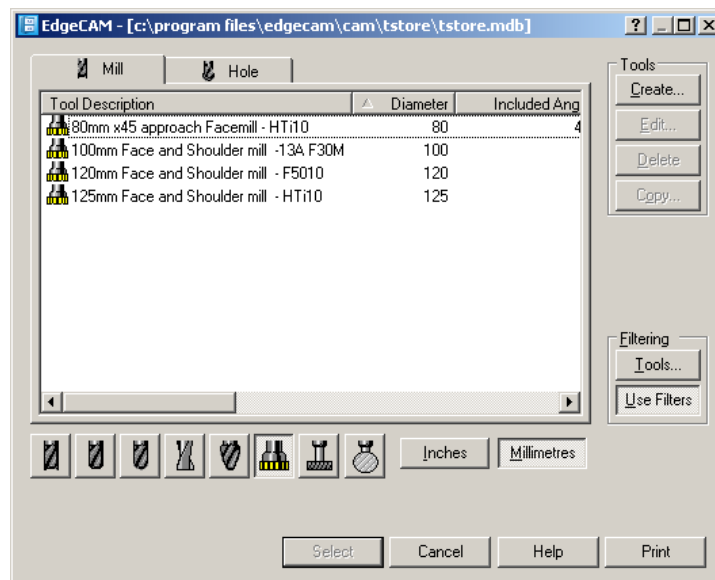 EdgeCAM - [c:\program files\edgecam\cam\tstore\tstore.mdb]
Mill Hole
Tool Description Diameter Included Ang
80mm x45 approach Facemill - HTi10 80 4
100mm Face and Shoulder mill -13A F30M 100
120mm Face and Shoulder mill - F5010 120
125mm Face and Shoulder mill - HTi10 125
Tools
Create...
Edit...
Delete
Copy...
Filtering
Tools...
Use Filters
Inches Millimetres
Select Cancel Help Print